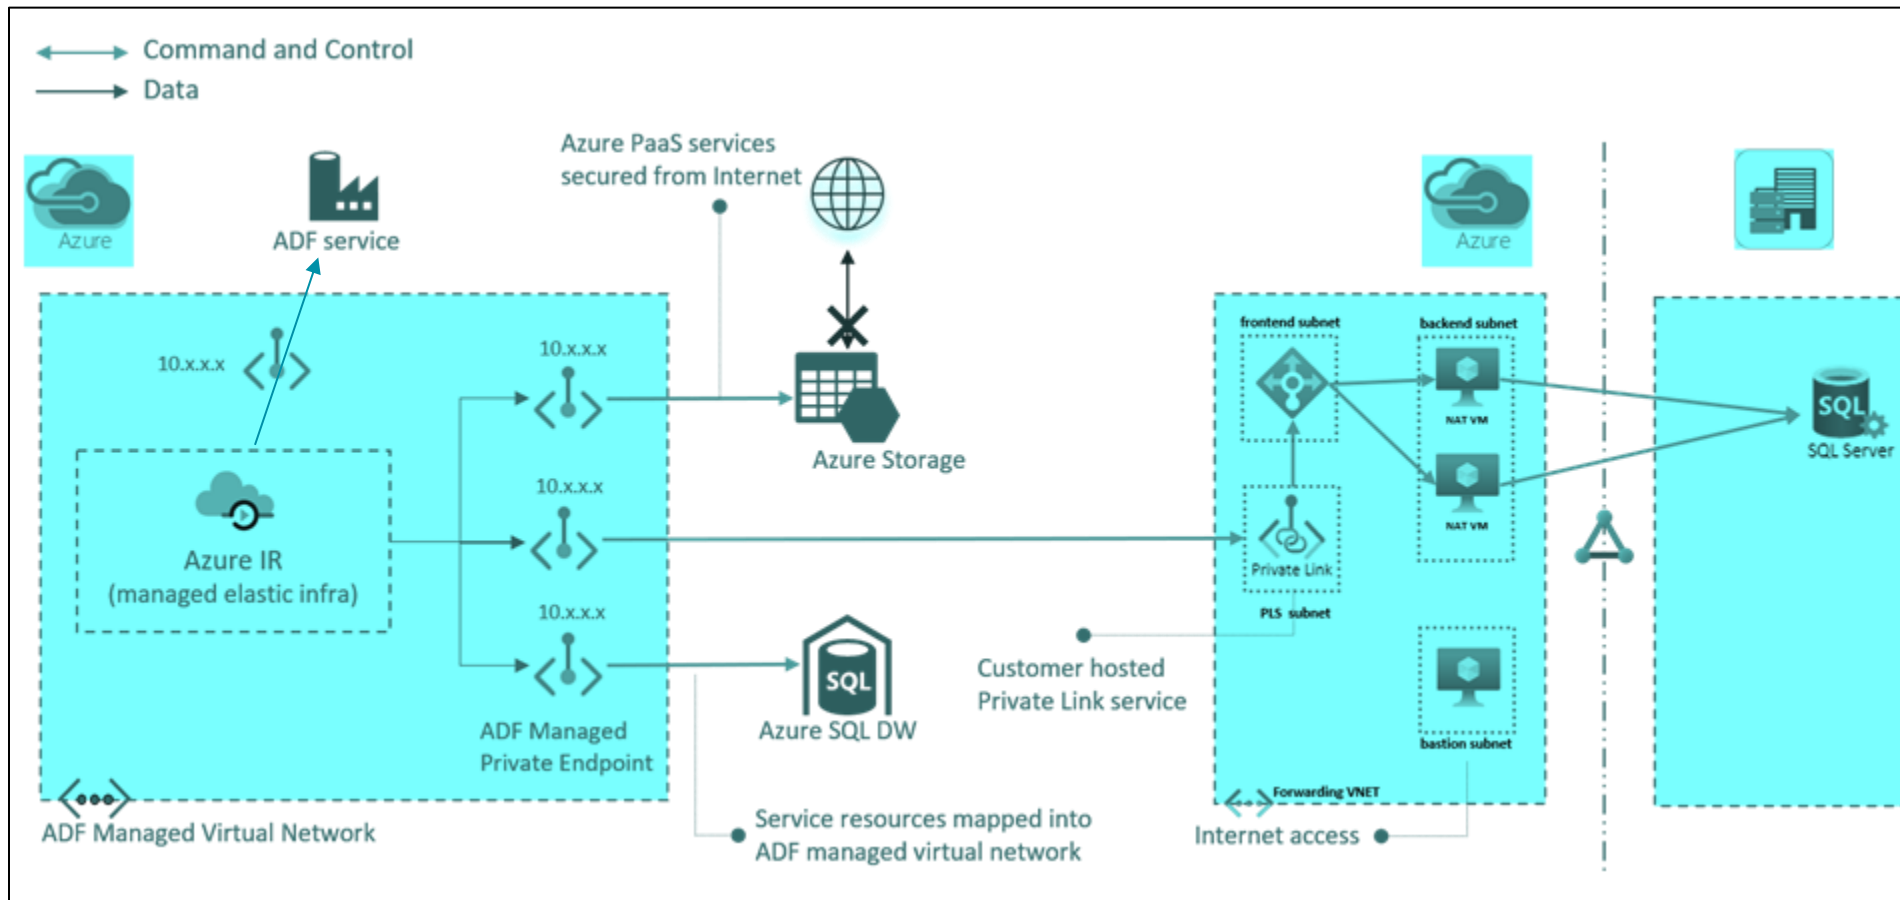 Command and Control
Data
Azure
ADF service
Azure PaaS services
secured from Internet
Azure
10.x.x.x
10.x.x.x
Azure Storage
10.x.x.x
Azure IR
(managed elastic infra)
10.x.x.x
ADF Managed
Private Endpoint
SQL
Azure SQL DW
ADF Managed Virtual Network
Service resources mapped into
ADF managed virtual network
Customer hosted
Private Link service
frontend subnet
backend subnet
NAT VM
NAT VM
Private Link
PLS subnet
bastion subnet
Forwarding VNET
Internet access
SQL
SQL Server